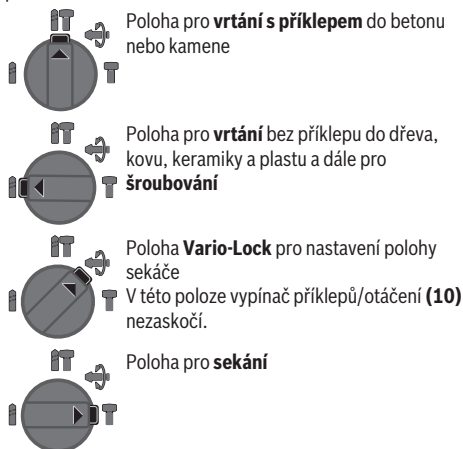 Poloha pro vrtání s příklepem do betonu
nebo kamene
Poloha pro vrtání bez příklepu do dřeva,
kovu, keramiky a plastu a dále pro
šroubování
Poloha Vario-Lock pro nastavení polohy
sekáče
V této poloze vypínač příklepů/otáčení (10)
nezaskočí.
Poloha pro sekání